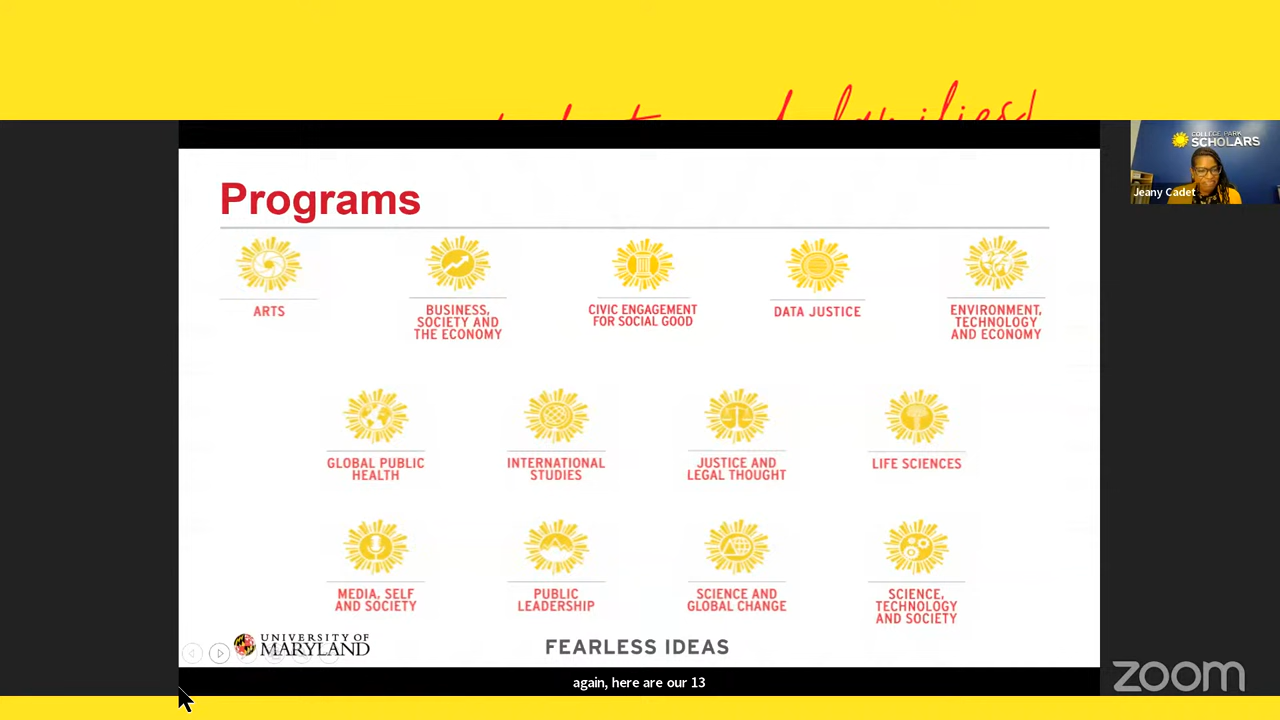 families!
COLLEGE PARK
SCHOLARS
Jeany Cadet
Programs
ARTS
BUSINESS,
SOCIETY AND
THE ECONOMY
CIVIC ENGAGEMENT
FOR SOCIAL GOOD
DATA JUSTICE
ENVIRONMENT,
TECHNOLOGY
AND ECONOMY
GLOBAL PUBLIC
HEALTH
INTERNATIONAL
STUDIES
JUSTICE AND
LEGAL THOUGHT
LIFE SCIENCES
MEDIA, SELF
AND SOCIETY
PUBLIC
LEADERSHIP
SCIENCE AND
GLOBAL CHANGE
SCIENCE,
TECHNOLOGY
AND SOCIETY
UNIVERSITY OF
MARYLAND
FEARLESS IDEAS
again, here are our 13
zoom